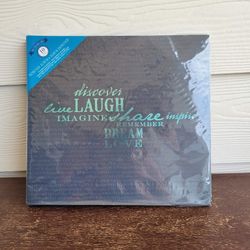 discover
live LAUGH
IMAGINE share inspire
REMEMBER
DREAM
LOVE